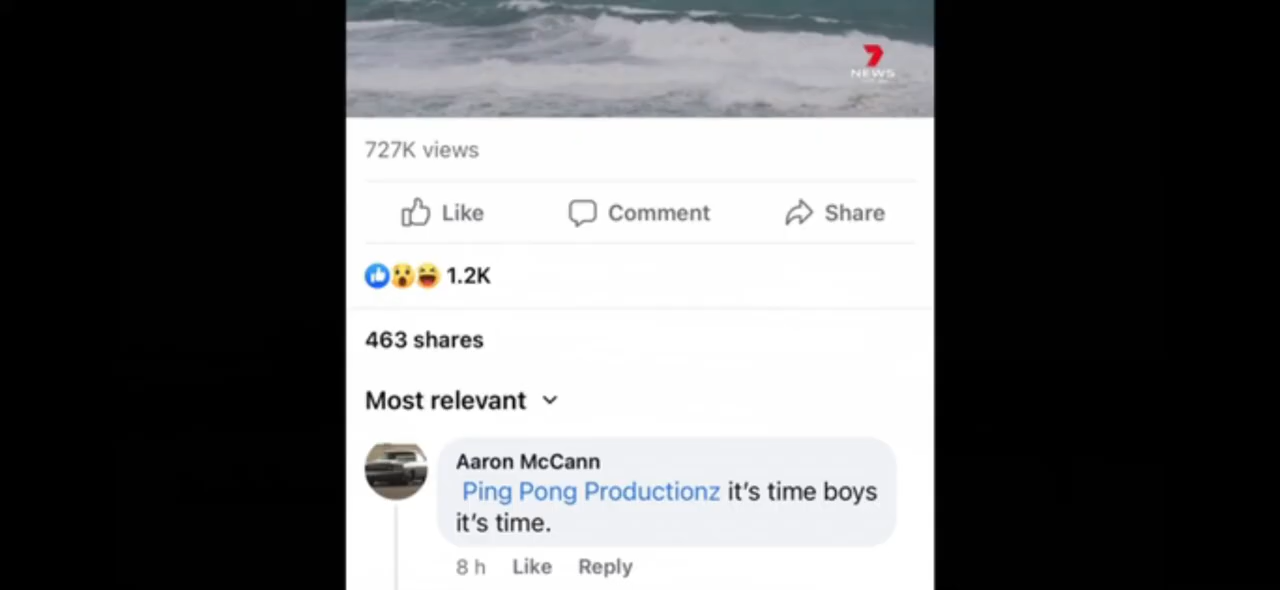 7
NEWS
727K views
Like
Comment
Share
1.2K
463 shares
Most relevant
Aaron McCann
Ping Pong Productionz it's time boys
it's time.
8 h Like Reply